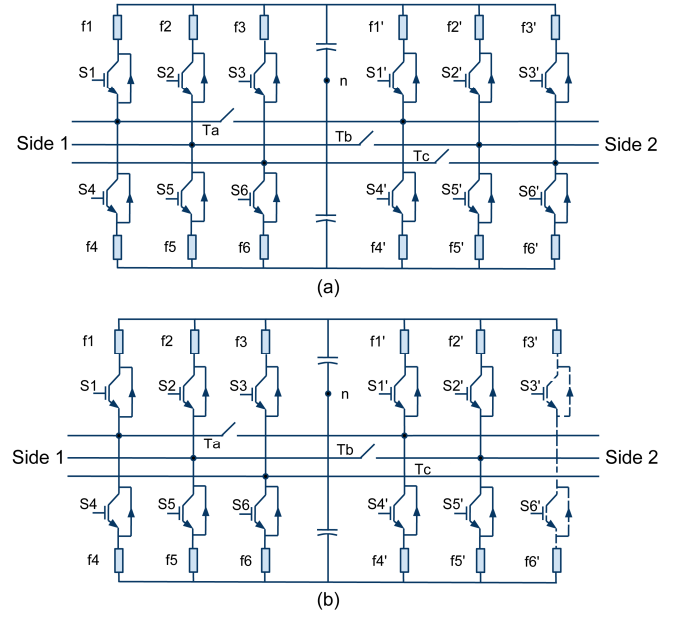 f1 f2 f3 f1' f2' f3'
S1 S2 S3 n S1' S2' S3'
Ta
Side 1 Tb Side 2
Tc
S4 S5 S6 S4' S5' S6'
f4 f5 f6 f4' f5' f6'
(a)
f1 f2 f3 f1' f2' f3'
S1 S2 S3 n S1' S2' S3'
Ta
Side 1 Tb Side 2
Tc
S4 S5 S6 S4' S5' S6'
f4 f5 f6 f4' f5' f6'
(b)